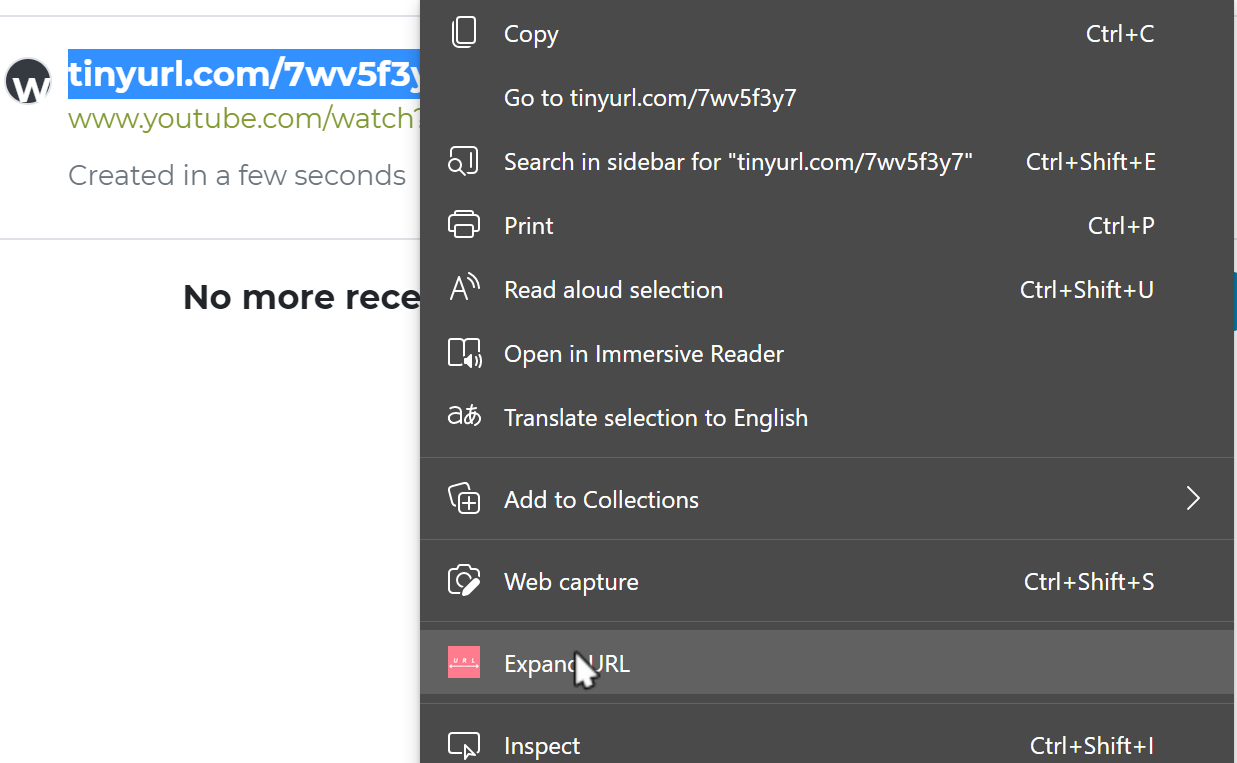 Copy Ctrl+C
W tinyurl.com/7wv5f3y
www.youtube.com/watch?
Go to tinyurl.com/7wv5f3y7
Created in a few seconds
Search in sidebar for "tinyurl.com/7wv5f3y7" Ctrl+Shift+E
Print Ctrl+P
No more rece
Read aloud selection Ctrl+Shift+U
Open in Immersive Reader
aあ Translate selection to English
Add to Collections
Web capture Ctrl+Shift+S
URL Expand URL
Inspect Ctrl+Shift+I